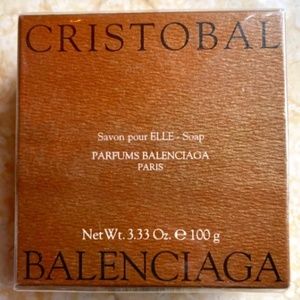 CRISTOBAL
Savon pour ELLE - Soap
PARFUMS BALENCIAGA
PARIS
Net Wt. 3.33 Oz. ℮ 100 g
BALENCIAGA